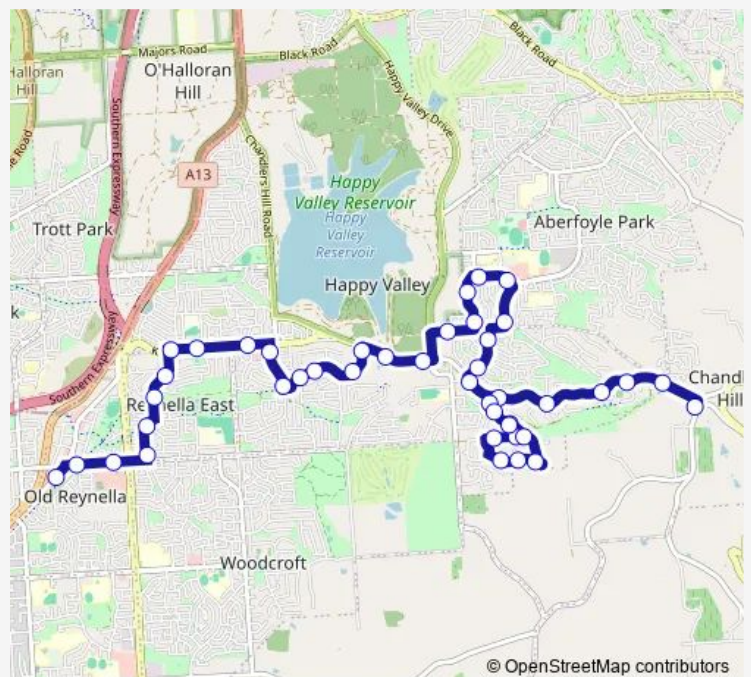 Majors Road
Black Road
Black Road
O'Halloran
Hill
Halloran
Hill
Happy Valley Drive
Southern Expressway
Chandlers Hill Road
A13
Happy
Valley Reservoir
Happy
Valley
Reservoir
Trott Park
Aberfoyle Park
Happy Valley
Southern Expressway
Reynella East
Chand
Hill
Old Reynella
Woodcroft
© OpenStreetMap contributors